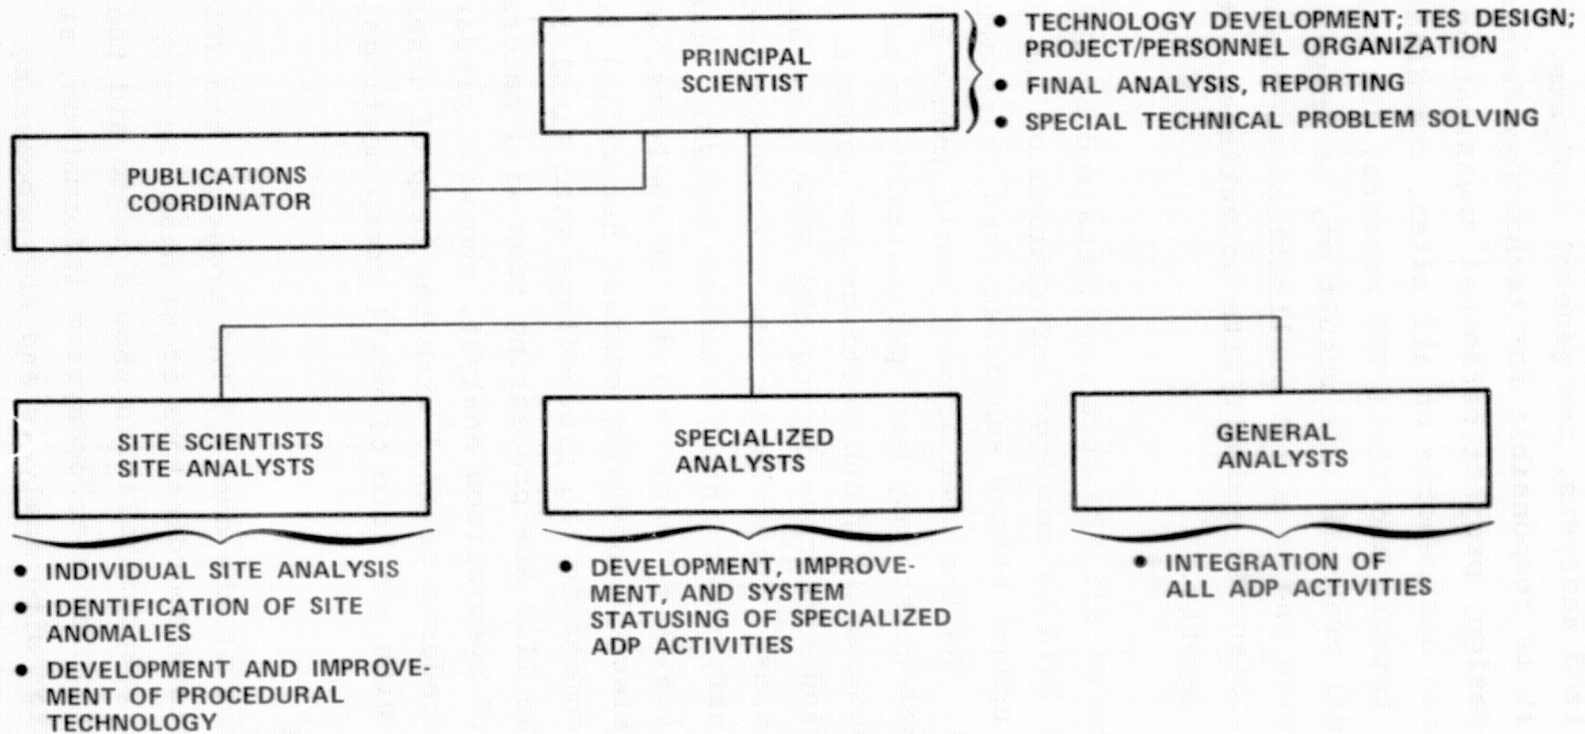 PRINCIPAL
SCIENTIST
• TECHNOLOGY DEVELOPMENT; TES DESIGN;
PROJECT/PERSONNEL ORGANIZATION
• FINAL ANALYSIS, REPORTING
• SPECIAL TECHNICAL PROBLEM SOLVING
PUBLICATIONS
COORDINATOR
SITE SCIENTISTS
SITE ANALYSTS
• INDIVIDUAL SITE ANALYSIS
• IDENTIFICATION OF SITE
ANOMALIES
• DEVELOPMENT AND IMPROVE-
MENT OF PROCEDURAL
TECHNOLOGY
SPECIALIZED
ANALYSTS
• DEVELOPMENT, IMPROVE-
MENT, AND SYSTEM
STATUSING OF SPECIALIZED
ADP ACTIVITIES
GENERAL
ANALYSTS
• INTEGRATION OF
ALL ADP ACTIVITIES